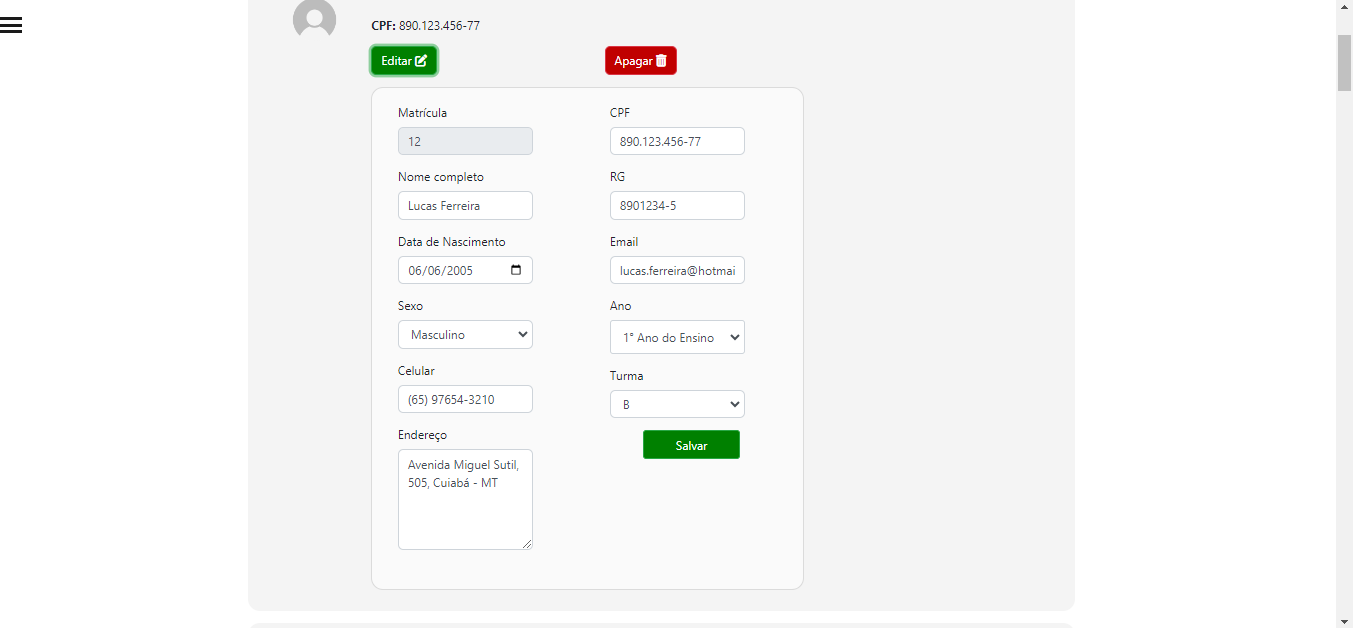 CPF: 890.123.456-77
Editar
Apagar
Matrícula
12
Nome completo
Lucas Ferreira
Data de Nascimento
06/06/2005
Sexo
Masculino
Celular
(65) 97654-3210
Endereço
Avenida Miguel Sutil,
505, Cuiabá - MT
CPF
890.123.456-77
RG
8901234-5
Email
lucas.ferreira@hotmai
Ano
1° Ano do Ensino
Turma
B
Salvar